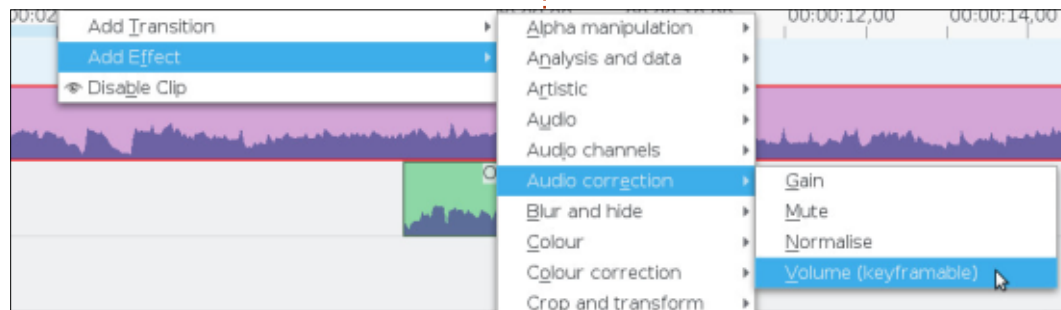 00:02
00:00:12,00
00:00:14,00
Add Transition
Add Effect
Disable Clip
Alpha manipulation
Analysis and data
Artistic
Audio
Audio channels
Audio correction
Blur and hide
Colour
Colour correction
Crop and transform
Gain
Mute
Normalise
Volume (keyframable)